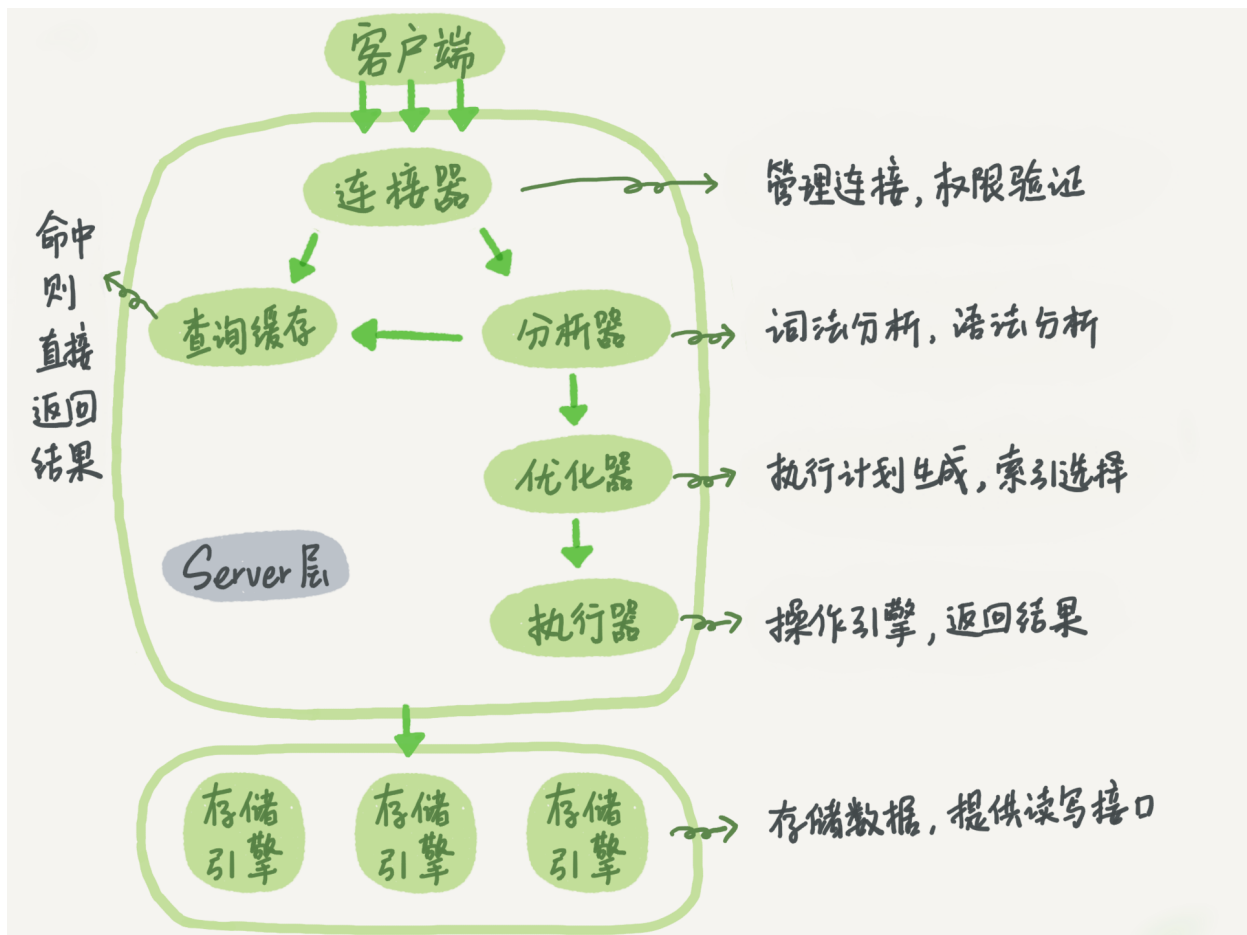 客户端
连接器
管理连接,权限验证
命中
则
直接
返回
结果
查询缓存
分析器
词法分析,语法分析
优化器
执行计划生成,索引选择
Server层
执行器
操作引擎,返回结果
存储
引擎
存储
引擎
存储
引擎
存储数据,提供读写接口